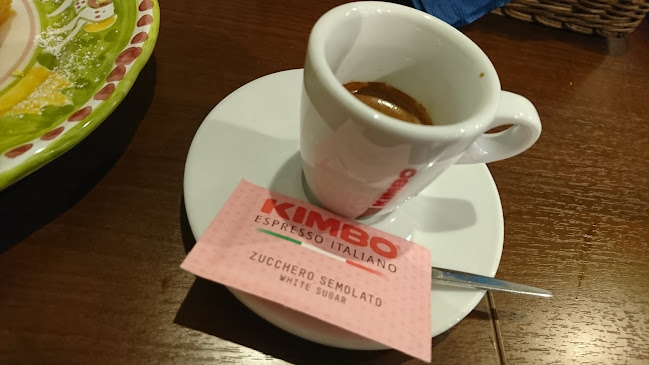 KIMBO
KIMBO
ESPRESSO ITALIANO
ZUCCHERO SEMOLATO
WHITE SUGAR